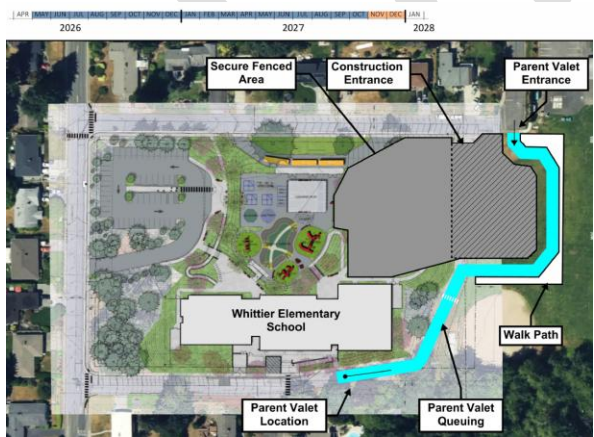 APR MAY JUN JUL AUG SEP OCT NOV DEC JAN FEB MAR APR MAY JUN JUL AUG SEP OCT NOV DEC JAN
2026 2027 2028
Secure Fenced
Area
Construction
Entrance
Parent Valet
Entrance
Whittier Elementary
School
Walk Path
Parent Valet
Location
Parent Valet
Queuing